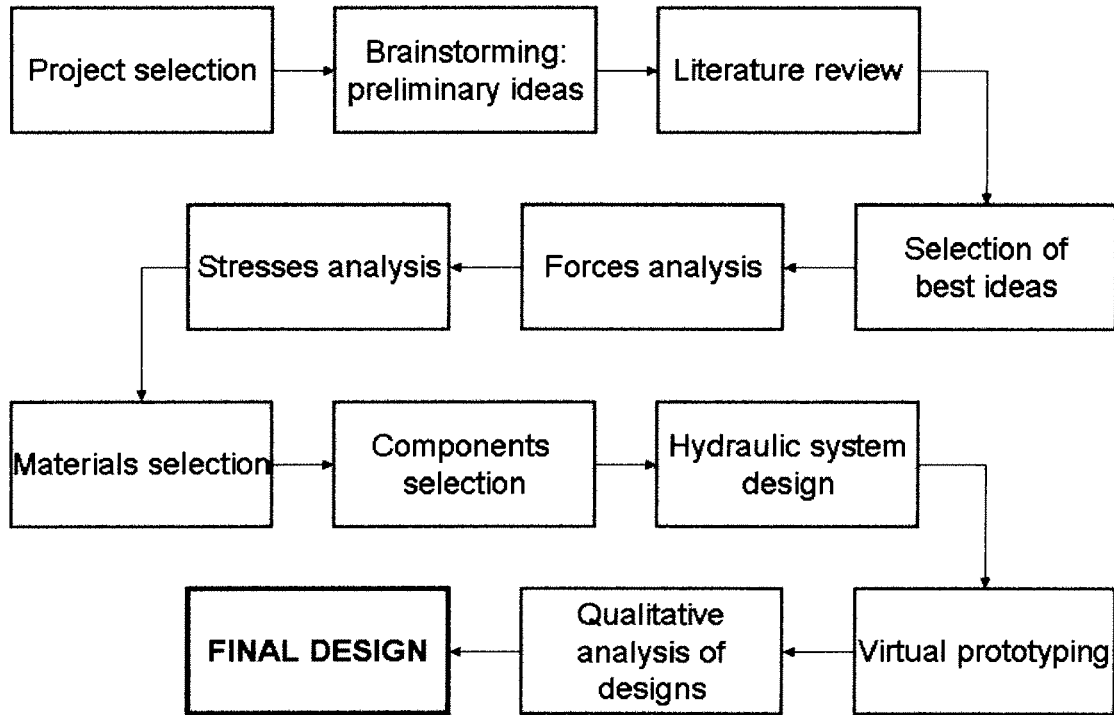 Project selection
Brainstorming:
preliminary ideas
Literature review
Selection of
best ideas
Forces analysis
Stresses analysis
Materials selection
Components
selection
Hydraulic system
design
Virtual prototyping
Qualitative
analysis of
designs
FINAL DESIGN